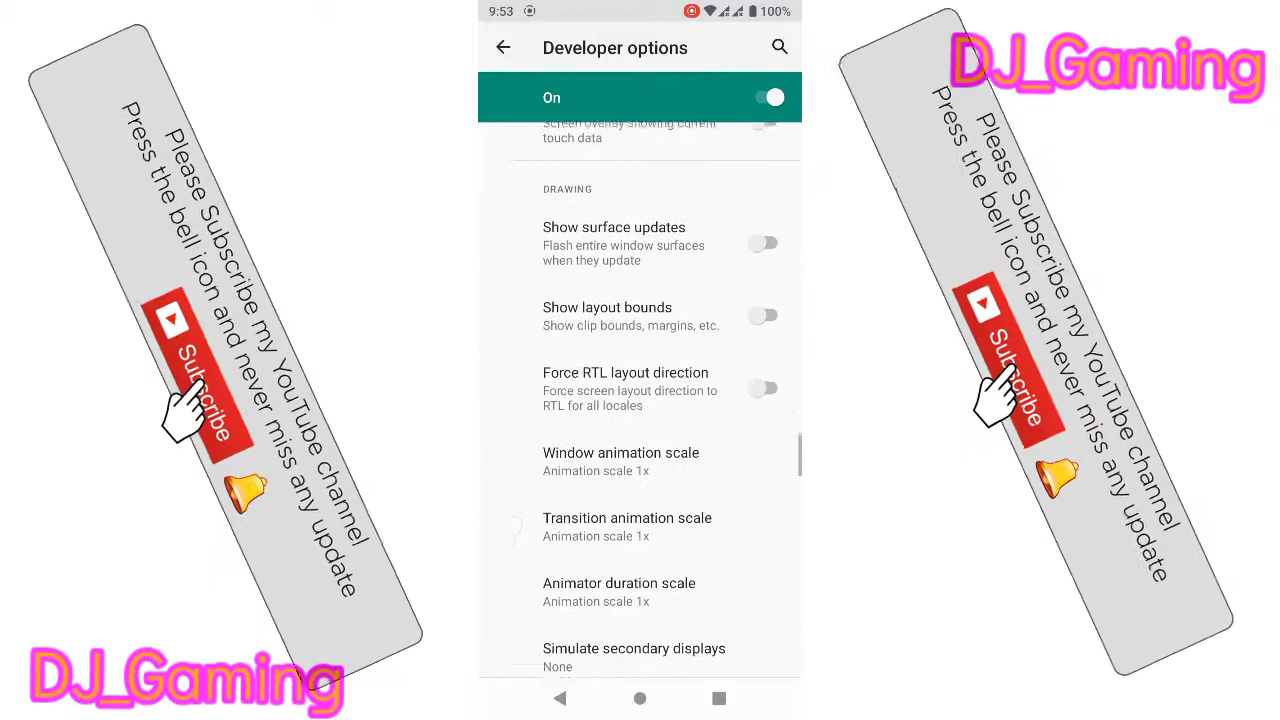 9:53
100%
Developer options
On
Screen overlay showing current
touch data
DRAWING
Show surface updates
Flash entire window surfaces
when they update
Show layout bounds
Show clip bounds, margins, etc.
Force RTL layout direction
Force screen layout direction to
RTL for all locales
Window animation scale
Animation scale 1x
Transition animation scale
Animation scale 1x
Animator duration scale
Animation scale 1x
Simulate secondary displays
None
Please Subscribe my YouTube channel
Press the bell icon and never miss any update
Subscribe
DJ_Gaming
Please Subscribe my YouTube channel
Press the bell icon and never miss any update
Subscribe
DJ_Gaming